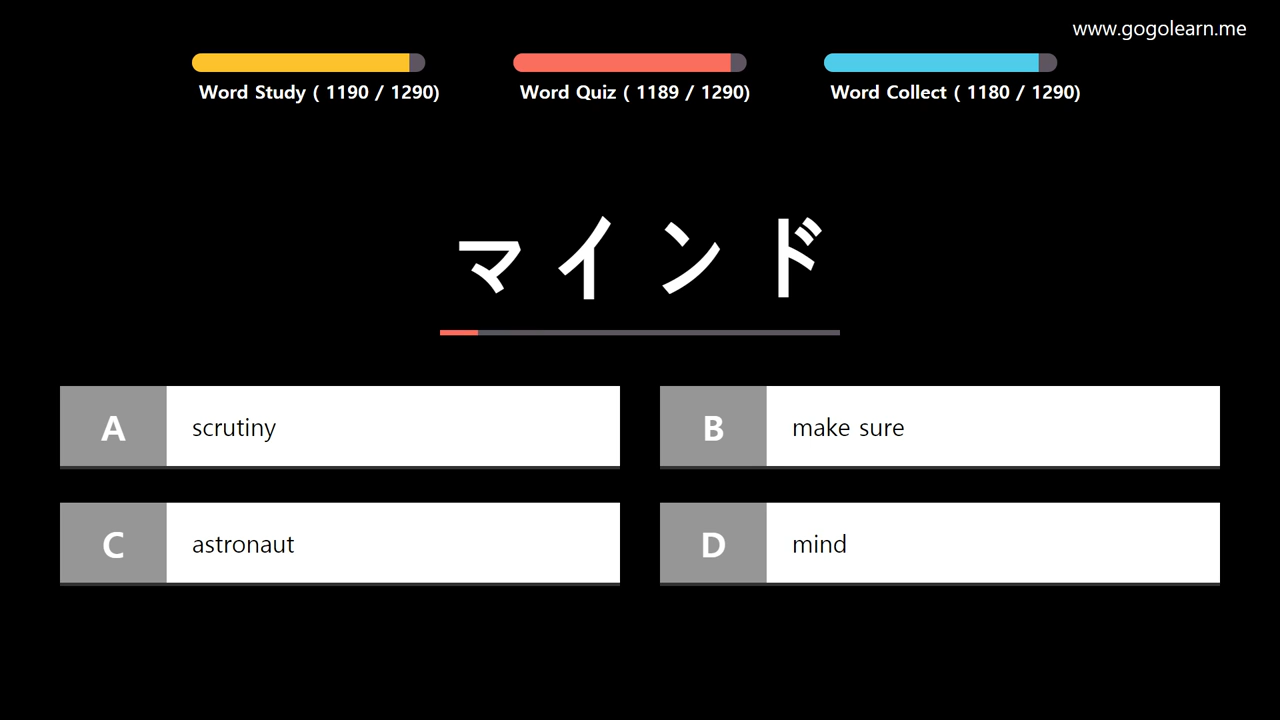 www.gogolearn.me
Word Study ( 1190 / 1290)
Word Quiz ( 1189 / 1290)
Word Collect ( 1180 / 1290)
マインド
A scrutiny
B make sure
C astronaut
D mind